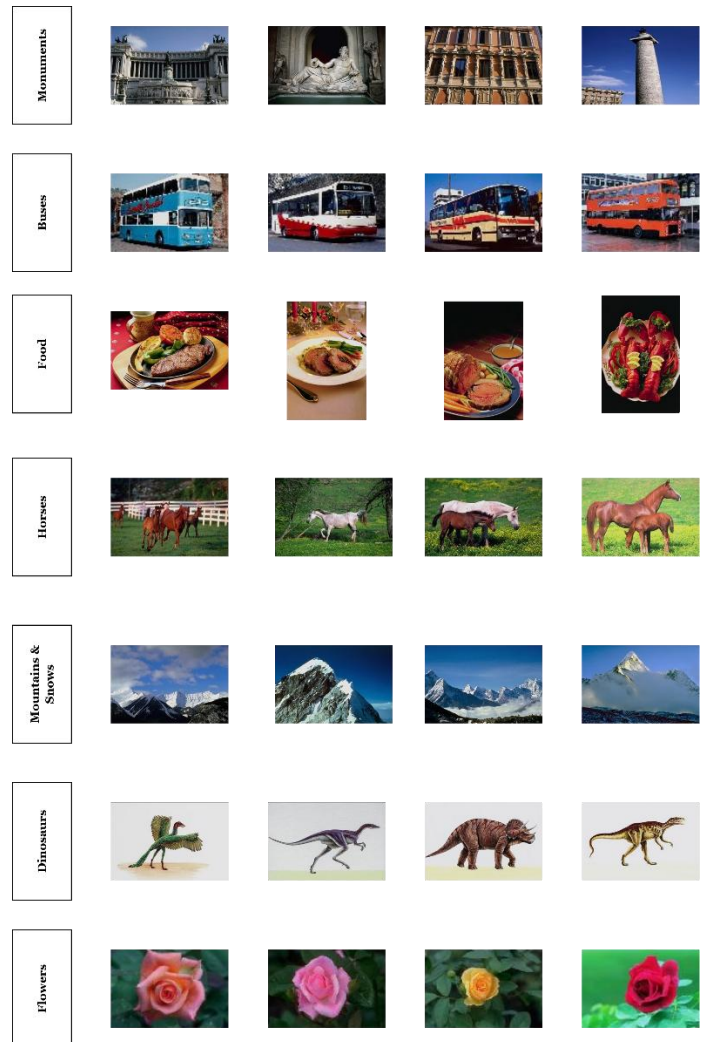 Monuments
Buses
Food
Horses
Mountains &
Snows
Dinosaurs
Flowers